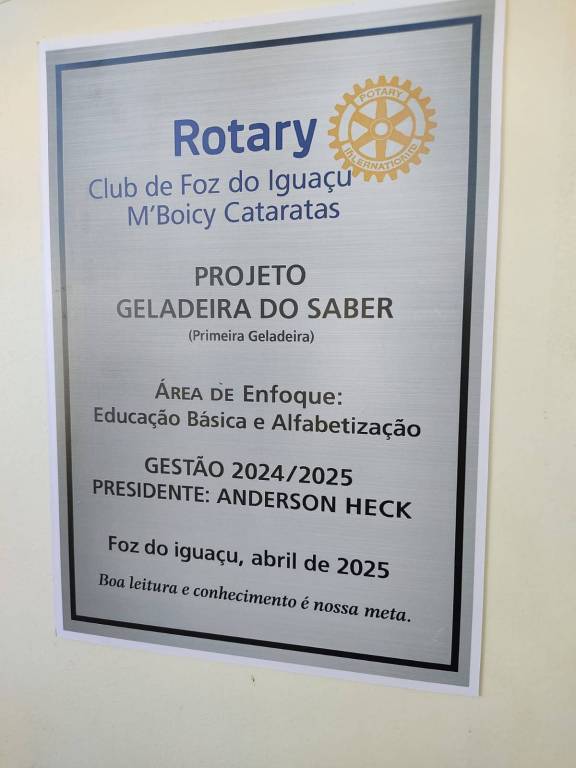 Rotary
ROTARY
INTERNATIONAL
Club de Foz do Iguaçu
M'Boicy Cataratas
PROJETO
GELADEIRA DO SABER
(Primeira Geladeira)
ÁREA DE Enfoque:
Educação Básica e Alfabetização
GESTÃO 2024/2025
PRESIDENTE: ANDERSON HECK
Foz do iguaçu, abril de 2025
Boa leitura e conhecimento é nossa meta.